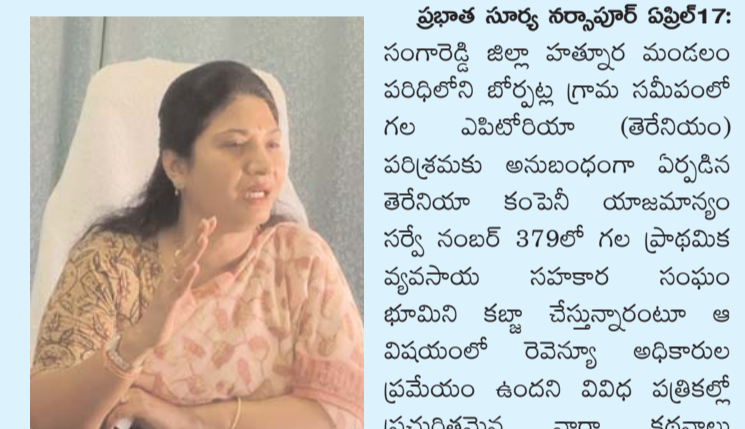 ప్రభాత సూర్య నర్సాపూర్ ఏప్రిల్17:
సంగారెడ్డి జిల్లా హత్నూర మండలం
పరిధిలోని బోర్పట్ల గ్రామ సమీపంలో
గల ఎపిటోరియా (తెరేనియం)
పరిశ్రమకు అనుబంధంగా ఏర్పడిన
తెరేనియా కంపెనీ యాజమాన్యం
సర్వే నంబర్ 379లో గల ప్రాథమిక
వ్యవసాయ సహకార సంఘం
భూమిని కబ్జా చేస్తున్నారంటూ ఆ
విషయంలో రెవెన్యూ అధికారుల
ప్రమేయం ఉందని వివిధ పత్రికల్లో